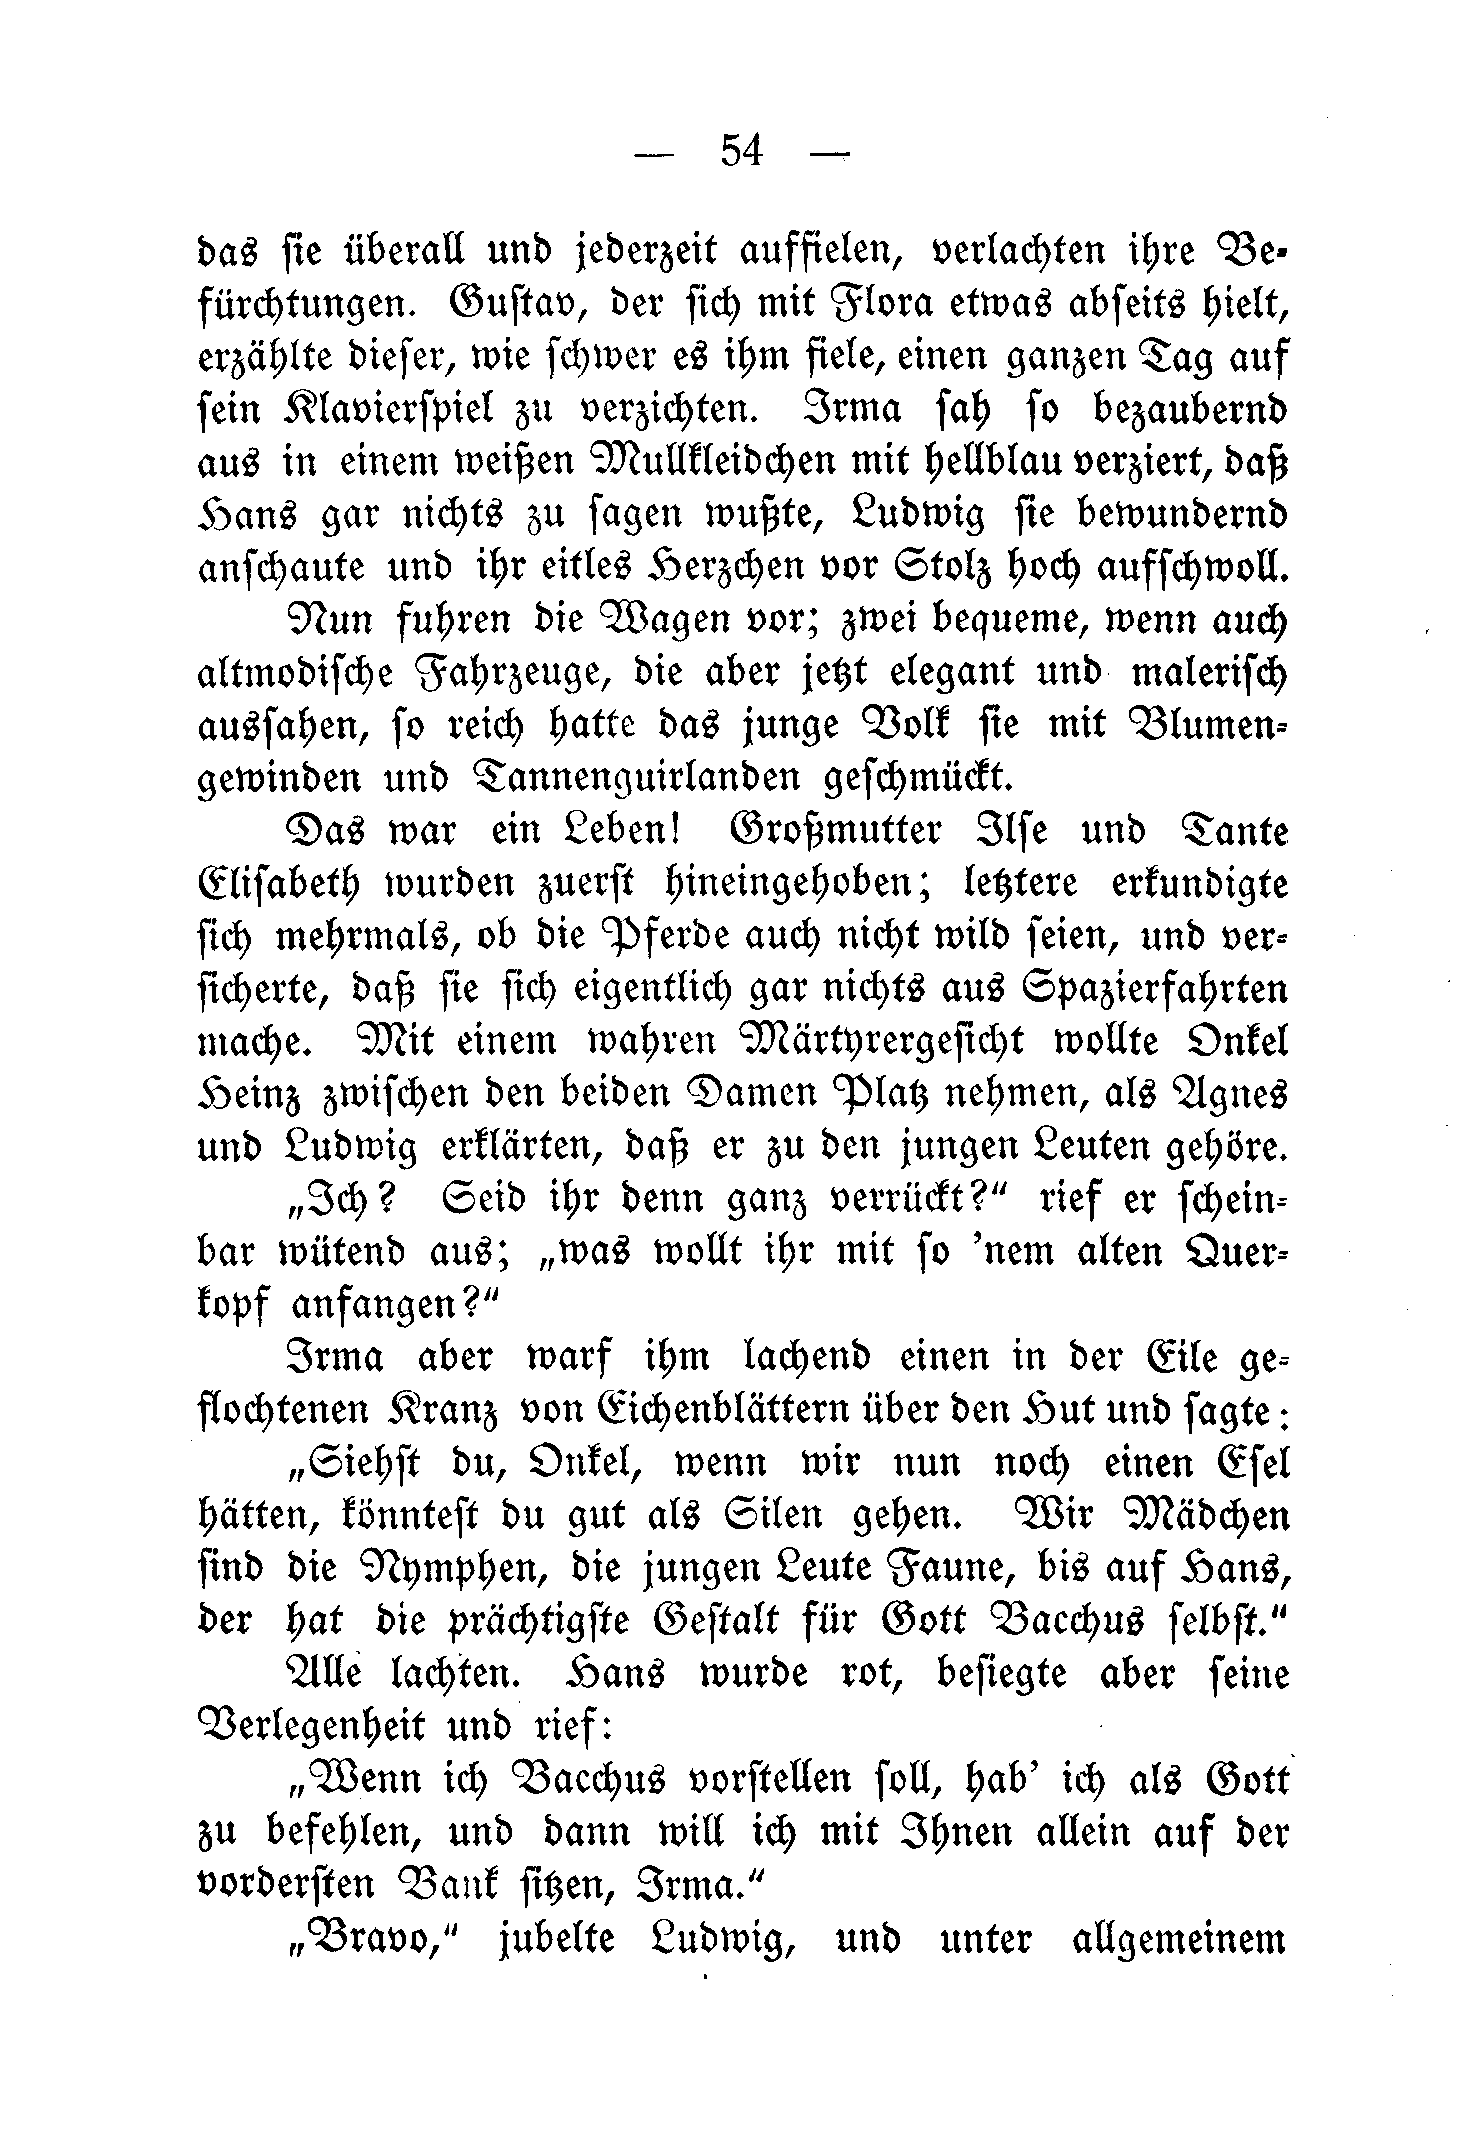 — 54 —
das sie überall und jederzeit auffielen, verlachten ihre Be-
fürchtungen. Gustav, der sich mit Flora etwas abseits hielt,
erzählte dieser, wie schwer es ihm fiele, einen ganzen Tag auf
sein Klavierspiel zu verzichten. Irma sah so bezaubernd
aus in einem weißen Mullkleidchen mit hellblau verziert, daß
Hans gar nichts zu sagen wußte, Ludwig sie bewundernd
anschaute und ihr eitles Herzchen vor Stolz hoch aufschwoll.
Nun fuhren die Wagen vor; zwei bequeme, wenn auch
altmodische Fahrzeuge, die aber jetzt elegant und malerisch
aussahen, so reich hatte das junge Volk sie mit Blumen-
gewinden und Tannenguirlanden geschmückt.
Das war ein Leben! Großmutter Ilse und Tante
Elisabeth wurden zuerst hineingehoben; letztere erkundigte
sich mehrmals, ob die Pferde auch nicht wild seien, und ver-
sicherte, daß sie sich eigentlich gar nichts aus Spazierfahrten
mache. Mit einem wahren Märtyrergesicht wollte Onkel
Heinz zwischen den beiden Damen Platz nehmen, als Agnes
und Ludwig erklärten, daß er zu den jungen Leuten gehöre.
„Ich? Seid ihr denn ganz verrückt?“ rief er schein-
bar wütend aus; „was wollt ihr mit so ’nem alten Quer-
kopf anfangen?“
Irma aber warf ihm lachend einen in der Eile ge-
flochtenen Kranz von Eichenblättern über den Hut und sagte:
„Siehst du, Onkel, wenn wir nun noch einen Esel
hätten, könntest du gut als Silen gehen. Wir Mädchen
sind die Nymphen, die jungen Leute Faune, bis auf Hans,
der hat die prächtigste Gestalt für Gott Bacchus selbst.“
Alle lachten. Hans wurde rot, besiegte aber seine
Verlegenheit und rief:
„Wenn ich Bacchus vorstellen soll, hab’ ich als Gott
zu befehlen, und dann will ich mit Ihnen allein auf der
vordersten Bank sitzen, Irma.“
„Bravo,“ jubelte Ludwig, und unter allgemeinem